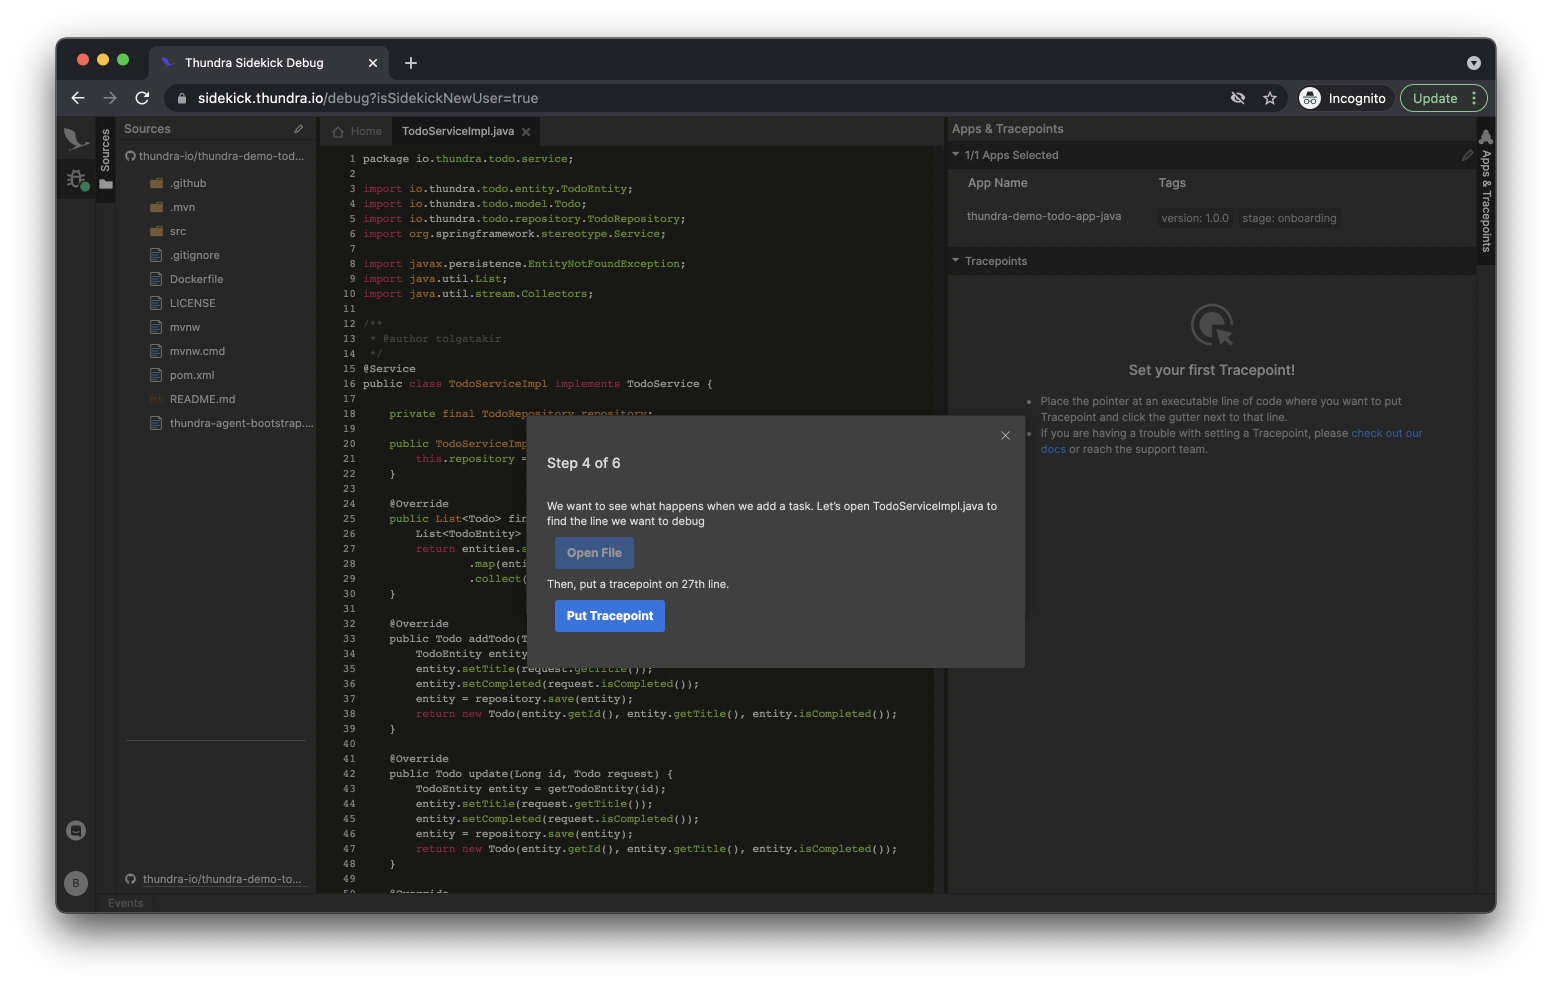 Thundra Sidekick Debug
sidekick.thundra.io/debug?isSidekickNewUser=true
Incognito
Update
Sources
Sources
thundra-io/thundra-demo-tod...
.github
.mvn
src
.gitignore
Dockerfile
LICENSE
mvnw
mvnw.cmd
pom.xml
README.md
thundra-agent-bootstrap....
thundra-io/thundra-demo-to...
B
Events
Home
TodoServiceImpl.java
1 package io.thundra.todo.service;
2
3 import io.thundra.todo.entity.TodoEntity;
4 import io.thundra.todo.model.Todo;
5 import io.thundra.todo.repository.TodoRepository;
6 import org.springframework.stereotype.Service;
7
8 import javax.persistence.EntityNotFoundException;
9 import java.util.List;
10 import java.util.stream.Collectors;
11
12 /**
13 * @author tolgatakir
14 */
15 @Service
16 public class TodoServiceImpl implements TodoService {
17
18 private final TodoRepository repository;
19
20 public TodoServiceImp
21 this.repository =
22 }
23
24 @Override
25 public List<Todo> fin
26 List<TodoEntity>
27 return entities.s
28 .map(enti
29 .collect(
30 }
31
32 @Override
33 public Todo addTodo(T
34 TodoEntity entity
35 entity.setTitle(request.getTitle());
36 entity.setCompleted(request.isCompleted());
37 entity = repository.save(entity);
38 return new Todo(entity.getId(), entity.getTitle(), entity.isCompleted());
39 }
40
41 @Override
42 public Todo update(Long id, Todo request) {
43 TodoEntity entity = getTodoEntity(id);
44 entity.setTitle(request.getTitle());
45 entity.setCompleted(request.isCompleted());
46 entity = repository.save(entity);
47 return new Todo(entity.getId(), entity.getTitle(), entity.isCompleted());
48 }
49
50 @Override
Step 4 of 6
We want to see what happens when we add a task. Let's open TodoServiceImpl.java to
find the line we want to debug
Open File
Then, put a tracepoint on 27th line.
Put Tracepoint
Apps & Tracepoints
1/1 Apps Selected
App Name Tags
thundra-demo-todo-app-java version: 1.0.0 stage: onboarding
Tracepoints
Set your first Tracepoint!
• Place the pointer at an executable line of code where you want to put
Tracepoint and click the gutter next to that line.
• If you are having a trouble with setting a Tracepoint, please check out our
docs or reach the support team.
Apps & Tracepoints